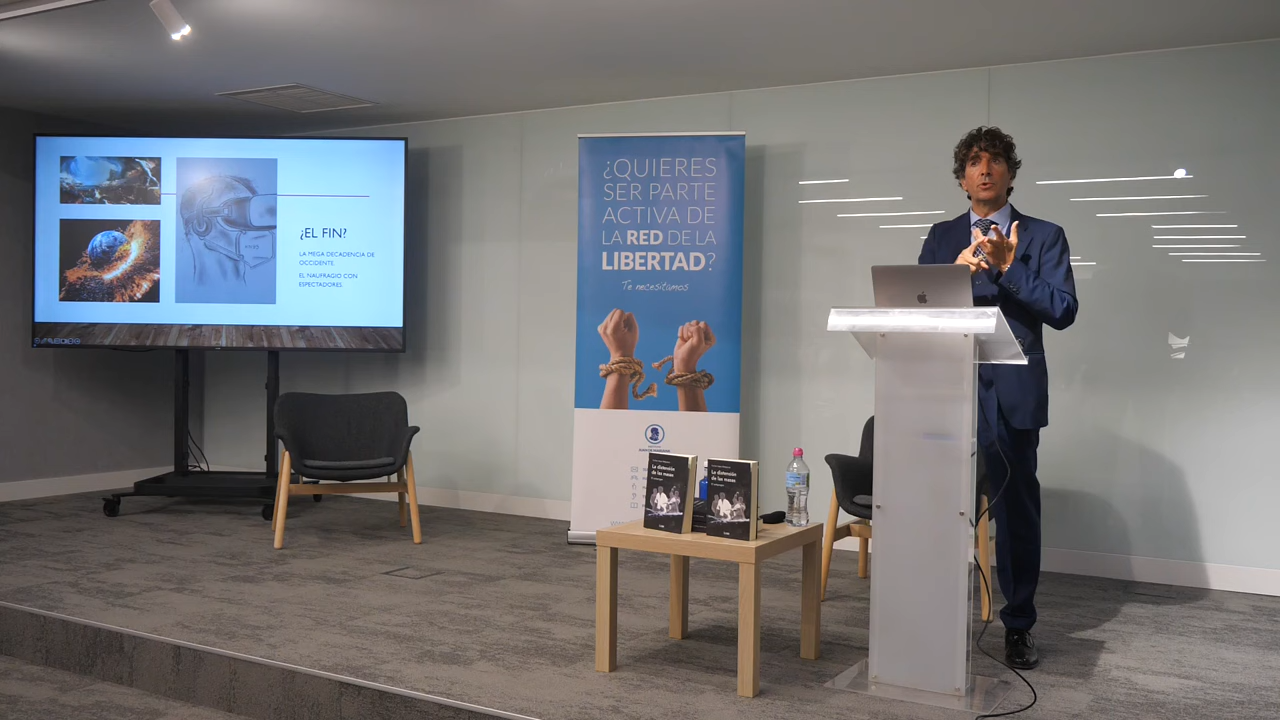 ¿EL FIN?
LA MEGA DECADENCIA DE
OCCIDENTE
EL NAUFRAGIO CON
ESPECTADORES
¿QUIERES
SER PARTE
ACTIVA DE
LA RED DE LA
LIBERTAD?
Te necesitamos
La distensión
de las masas
La distensión
de las masas